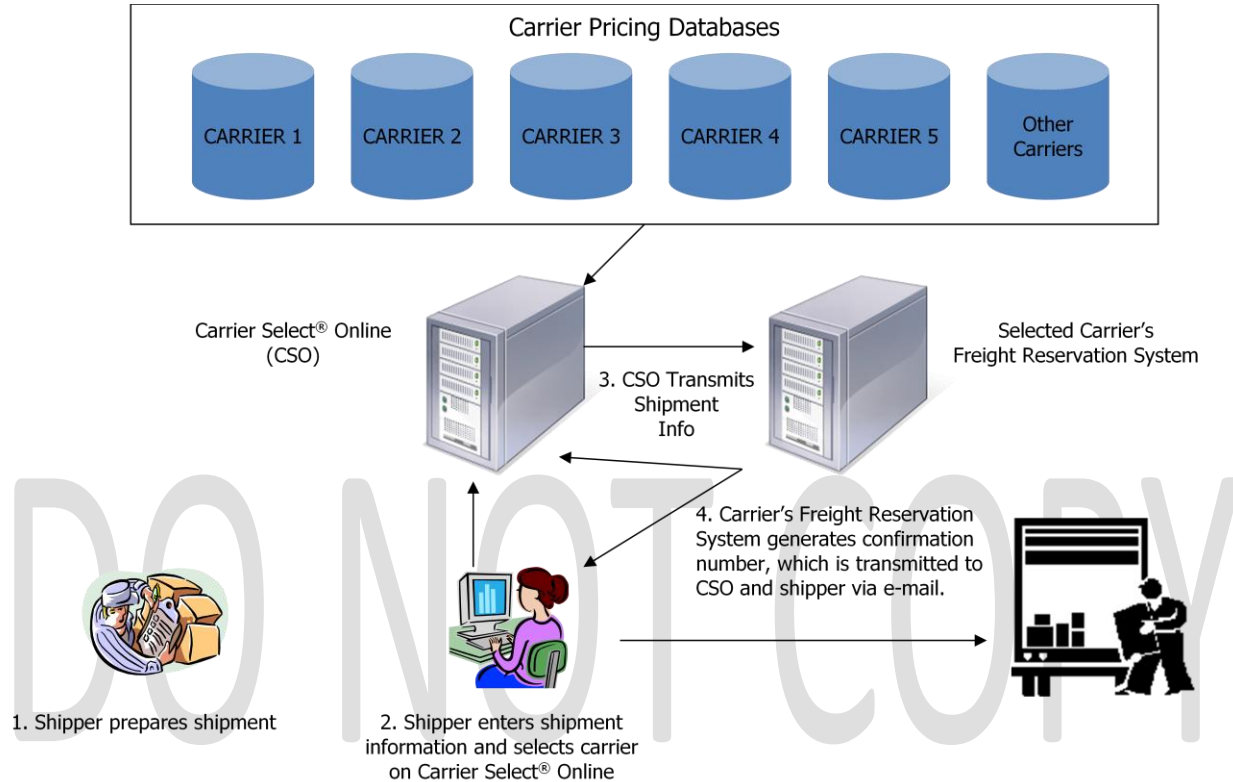 Carrier Pricing Databases
CARRIER 1
CARRIER 2
CARRIER 3
CARRIER 4
CARRIER 5
Other
Carriers
Carrier Select® Online
(CSO)
Selected Carrier's
Freight Reservation System
3. CSO Transmits
Shipment
Info
4. Carrier's Freight Reservation
System generates confirmation
number, which is transmitted to
CSO and shipper via e-mail.
DO NOT COPY
1. Shipper prepares shipment
2. Shipper enters shipment
information and selects carrier
on Carrier Select® Online